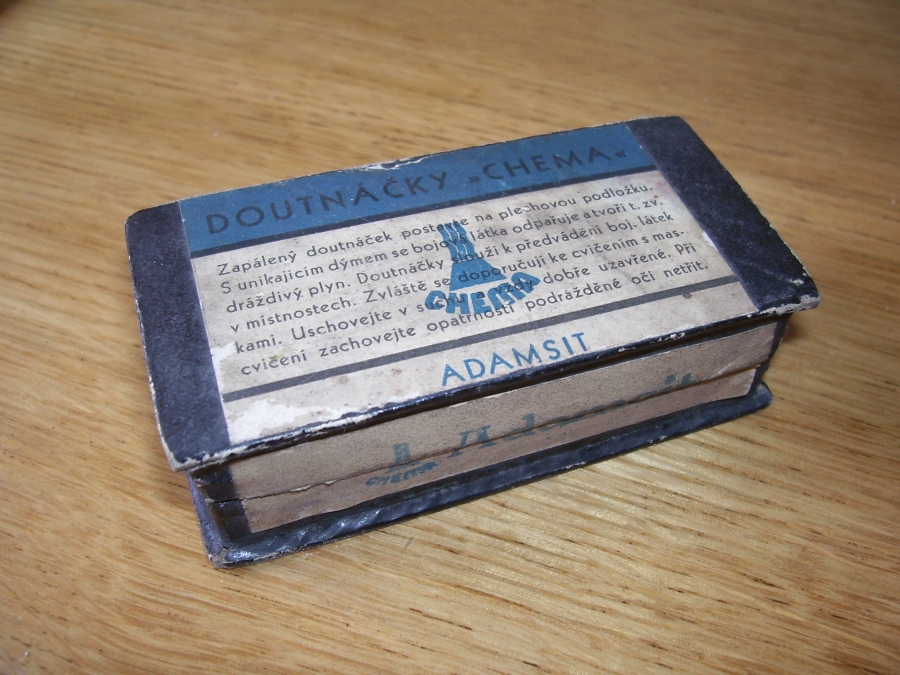 DOUTNÁČKY »CHEMA«
Zapálený doutnáček postavte na plechovou podložku.
S unikajícím dýmem se bojová látka odpařuje a tvoří t. zv.
dráždivý plyn. Doutnáčky slouží k předvádění boj. látek
v místnostech. Zvláště se doporučují ke cvičením s mas-
kami. Uschovejte v suchu a vždy dobře uzavřené. Při
cvičení zachovejte opatrnosti podrážděné oči netřít.
CHEMA
ADAMSIT
Adamsit
CHEMA